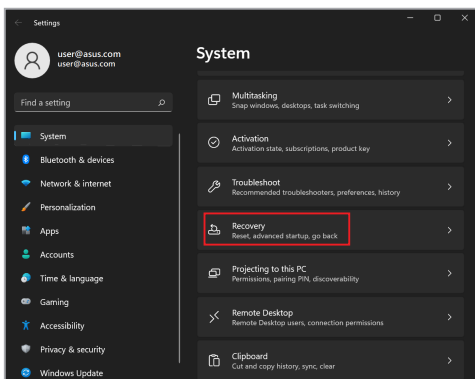 Settings
user@asus.com
user@asus.com
Find a setting
System
Bluetooth & devices
Network & internet
Personalization
Apps
Accounts
Time & language
Gaming
Accessibility
Privacy & security
Windows Update
System
Multitasking
Snap windows, desktops, task switching
Activation
Activation state, subscriptions, product key
Troubleshoot
Recommended troubleshooters, preferences, history
Recovery
Reset, advanced startup, go back
Projecting to this PC
Permissions, pairing PIN, discoverability
Remote Desktop
Remote Desktop users, connection permissions
Clipboard
Cut and copy history, sync, clear